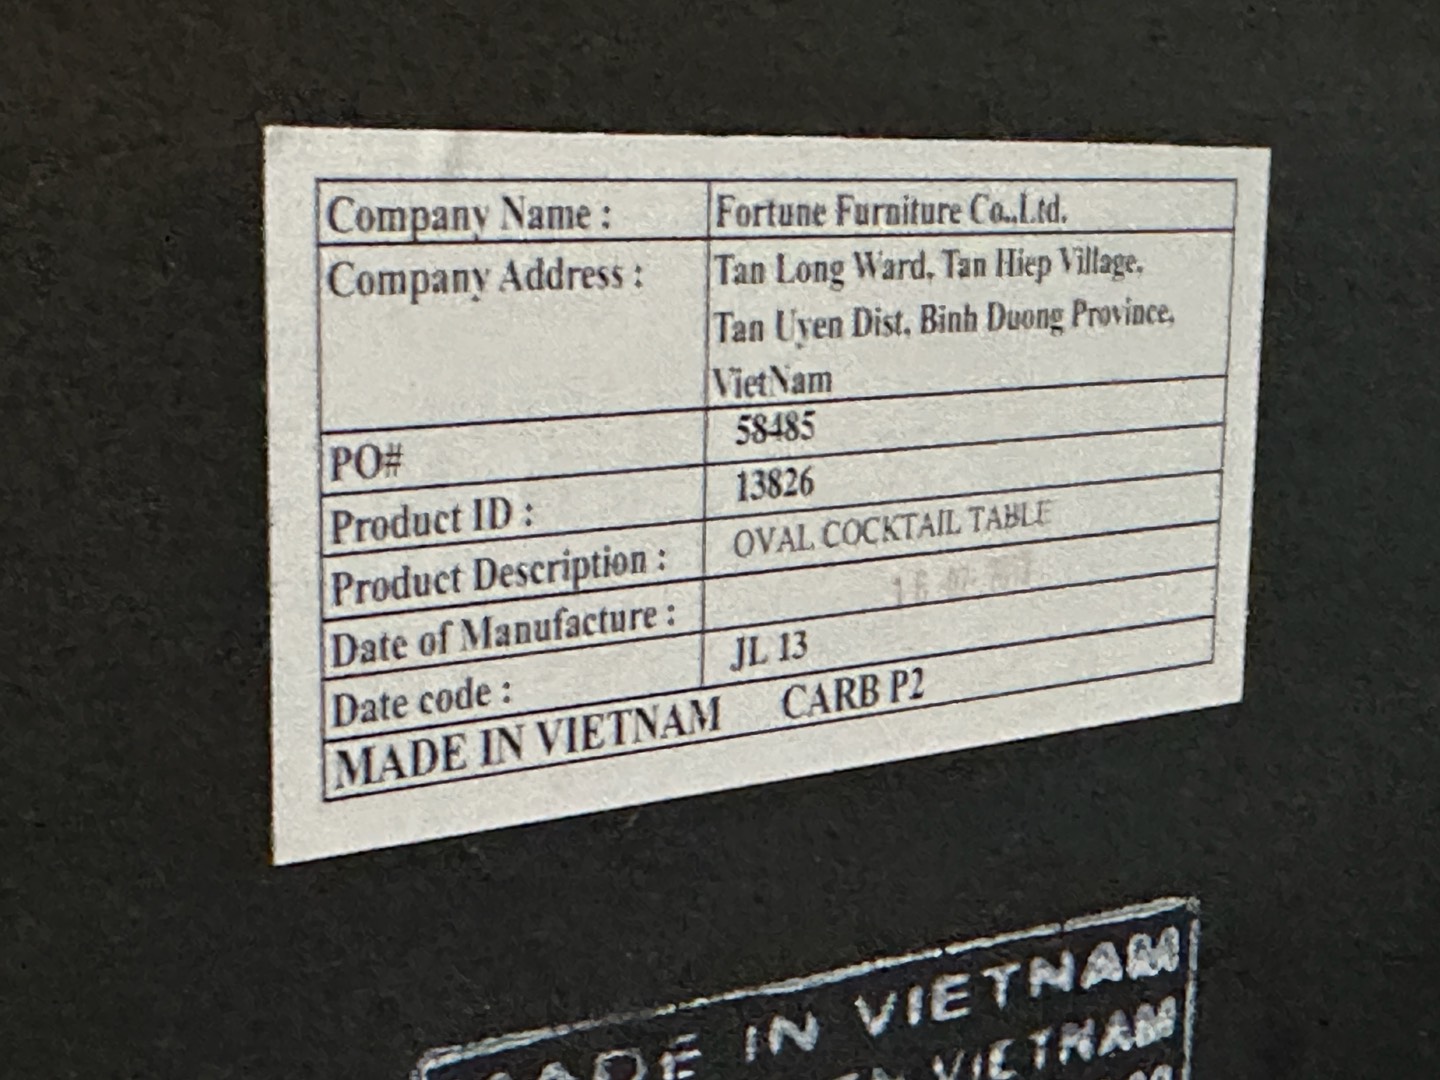 Company Name : Fortune Furniture Co.,Ltd.
Company Address : Tan Long Ward, Tan Hiep Village,
Tan Uyen Dist, Binh Duong Province,
VietNam
PO# 58485
Product ID : 13826
Product Description : OVAL COCKTAIL TABLE
Date of Manufacture :
Date code : JL 13
MADE IN VIETNAM CARB P2
MADE IN VIETNAM
VIETNAM